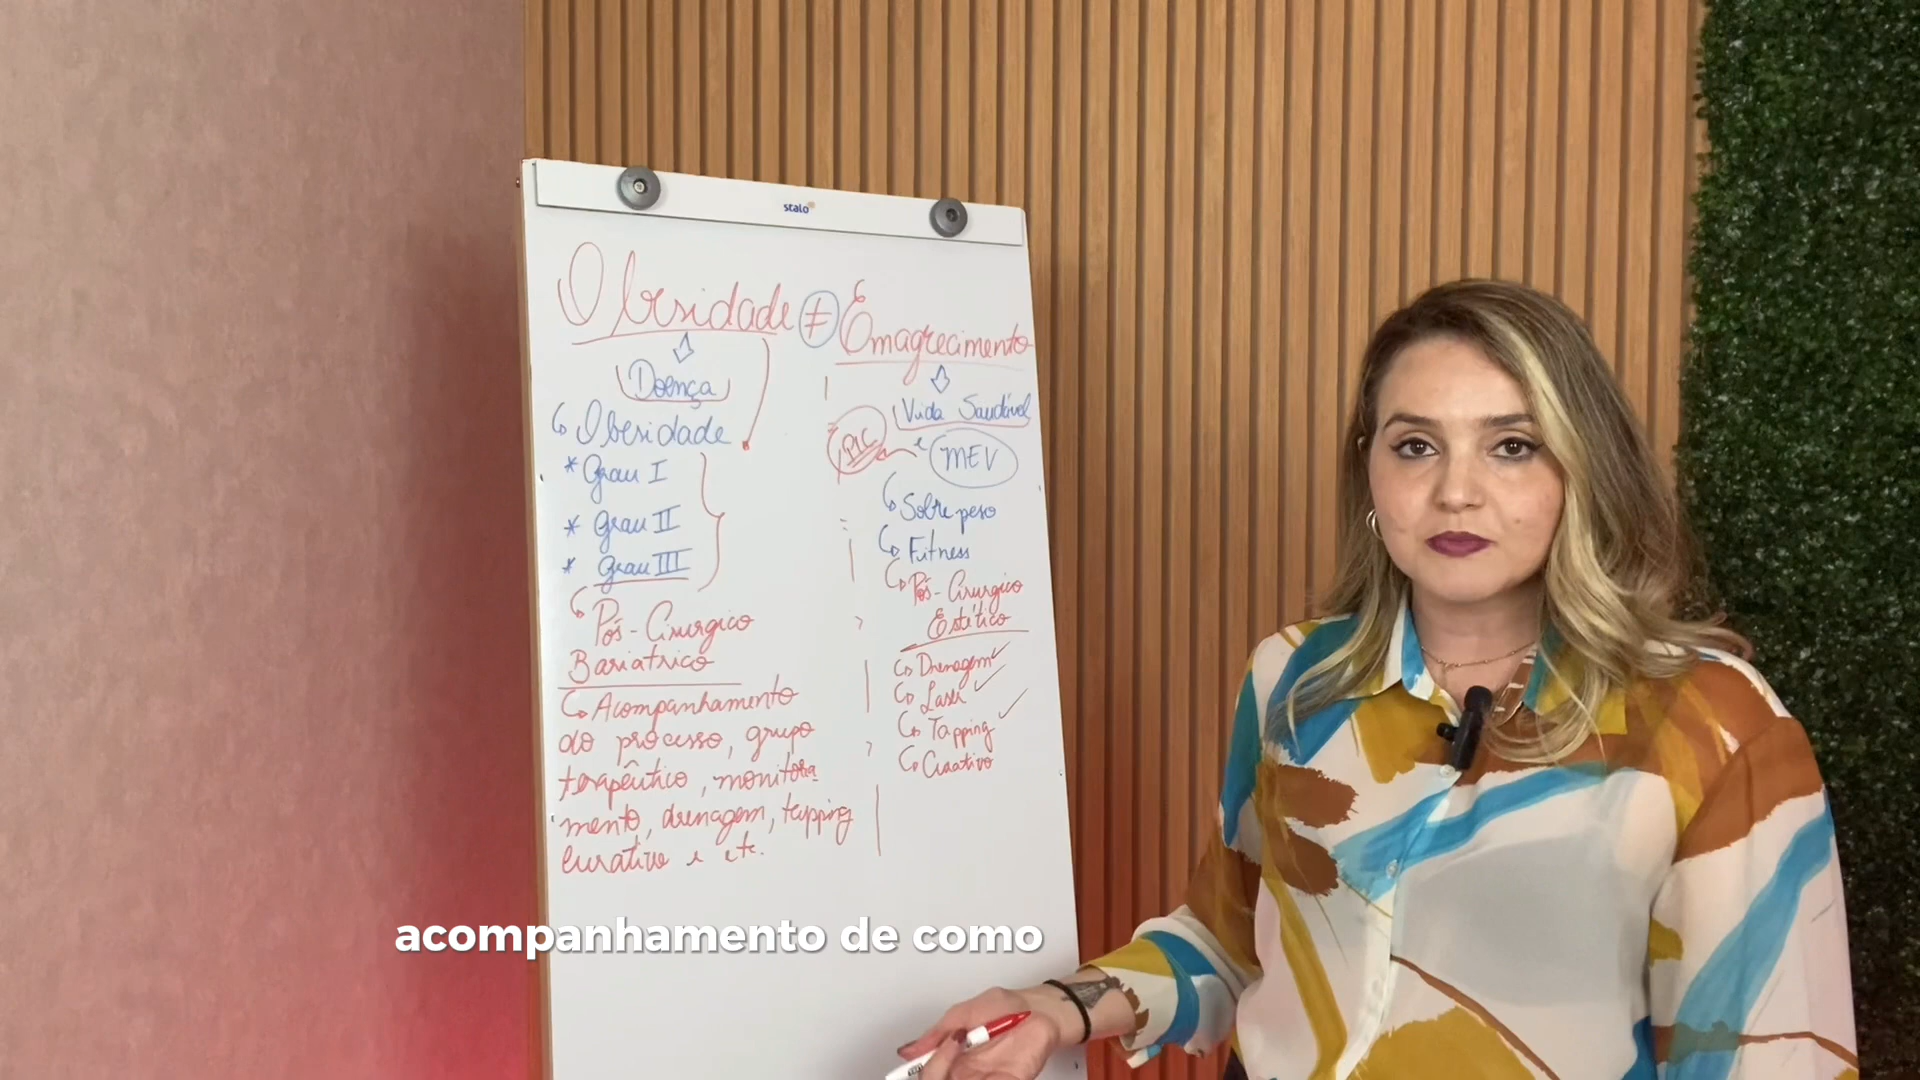 stalo
Obesidade ≠ Emagrecimento
Doença
Obesidade
* Grau I
* Grau II
* Grau III
Pós-Cirurgico
Bariatrico
Acompanhamento
do processo, grupo
terapêutico, monitora
mento, drenagem, tapping
curativo e etc.
Vida Saudável
e
PIC
MEV
Sobrepeso
Fitness
Pós-Cirurgico
Estético
Drenagem
Laser
Tapping
Curativo
acompanhamento de como